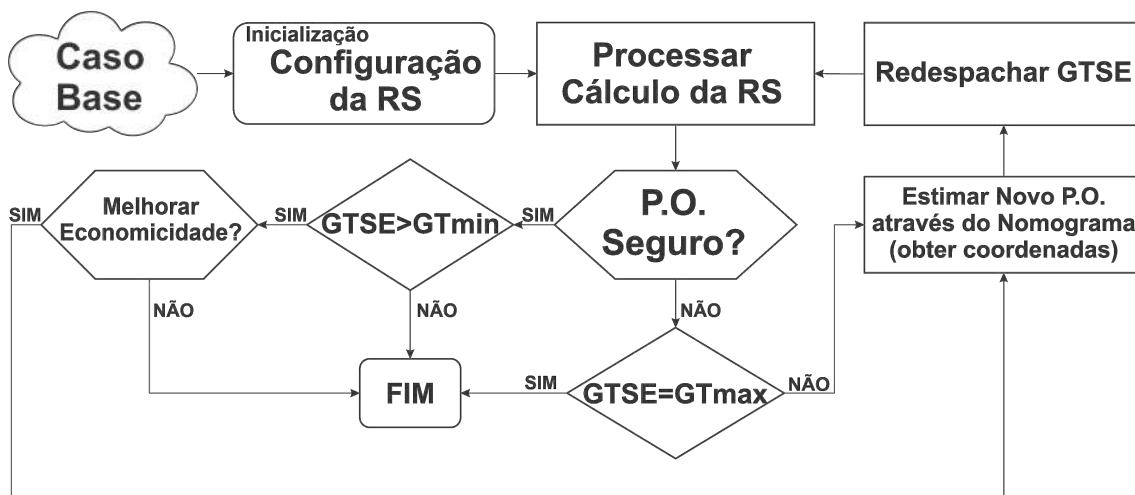 Caso
Base
Inicialização
Configuração
da RS
Processar
Cálculo da RS
Redespachar GTSE
SIM
Melhorar
Economicidade?
SIM
GTSE>GTmin
SIM
P.O.
Seguro?
Estimar Novo P.O.
através do Nomograma
(obter coordenadas)
NÃO
NÃO
NÃO
FIM
SIM
GTSE=GTmax
NÃO